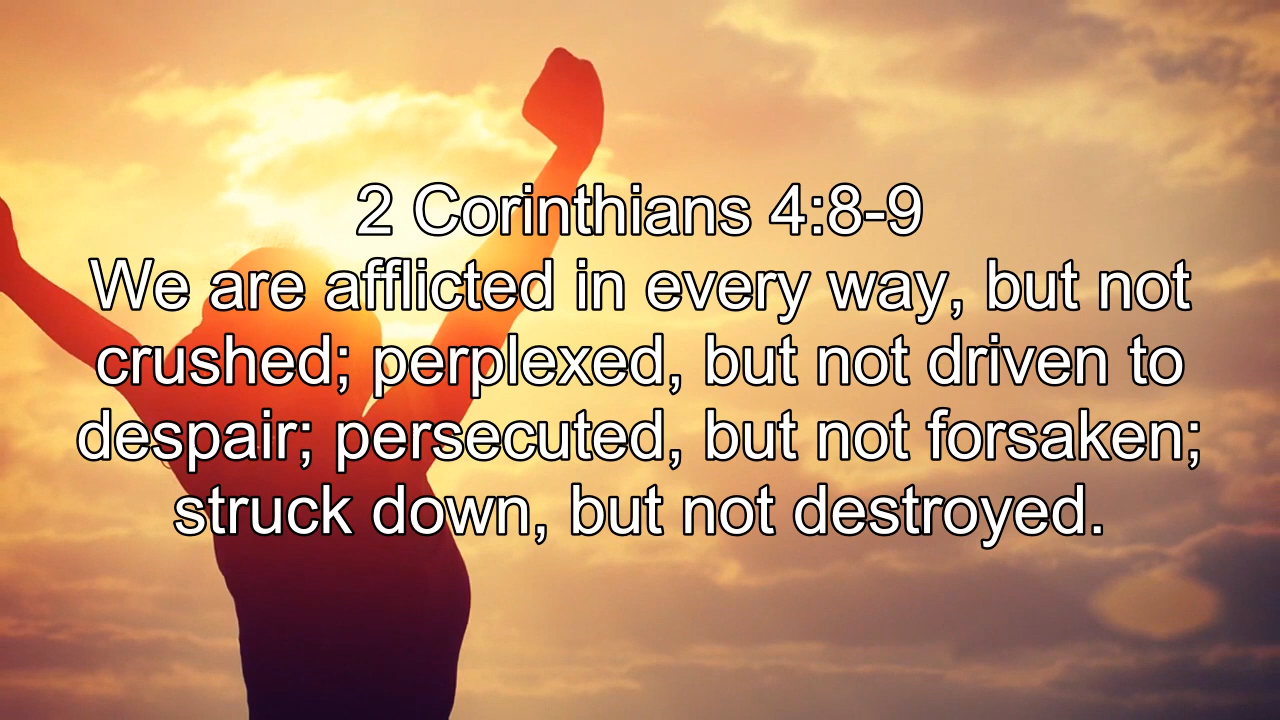 2 Corinthians 4:8-9
We are afflicted in every way, but not
crushed; perplexed, but not driven to
despair; persecuted, but not forsaken;
struck down, but not destroyed.